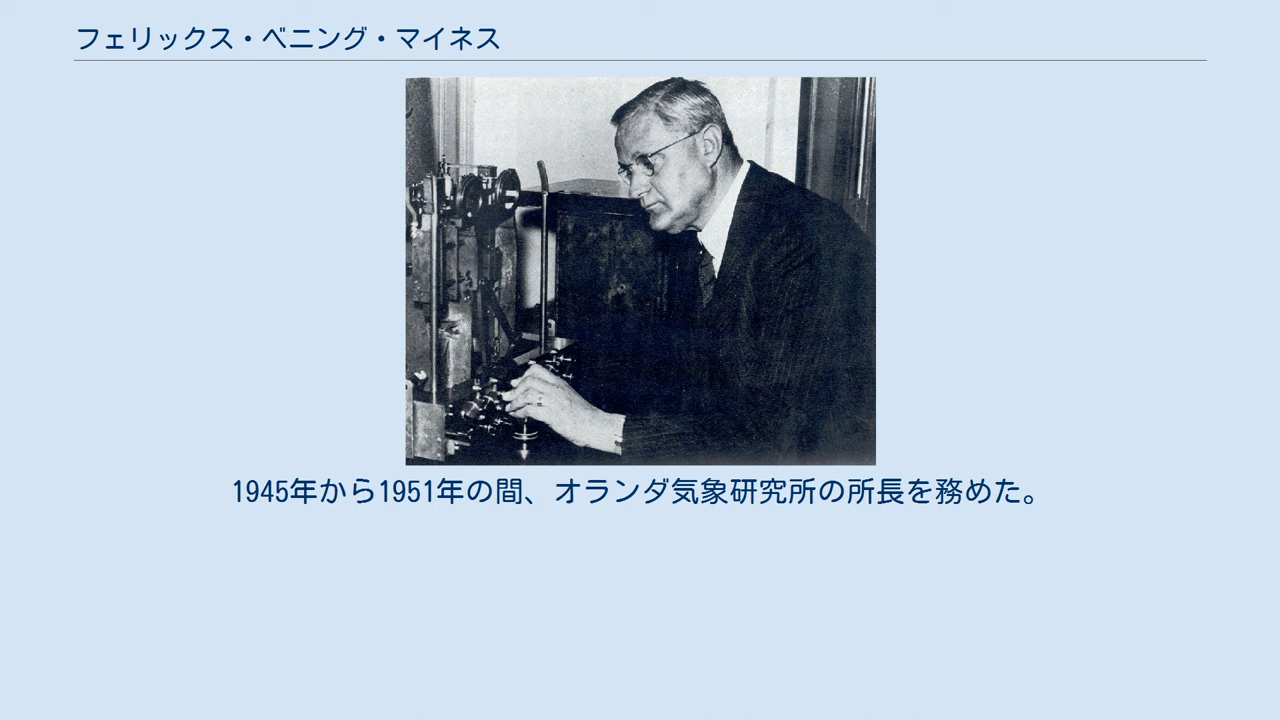 フェリックス・ベニング・マイネス
1945年から1951年の間、オランダ気象研究所の所長を務めた。